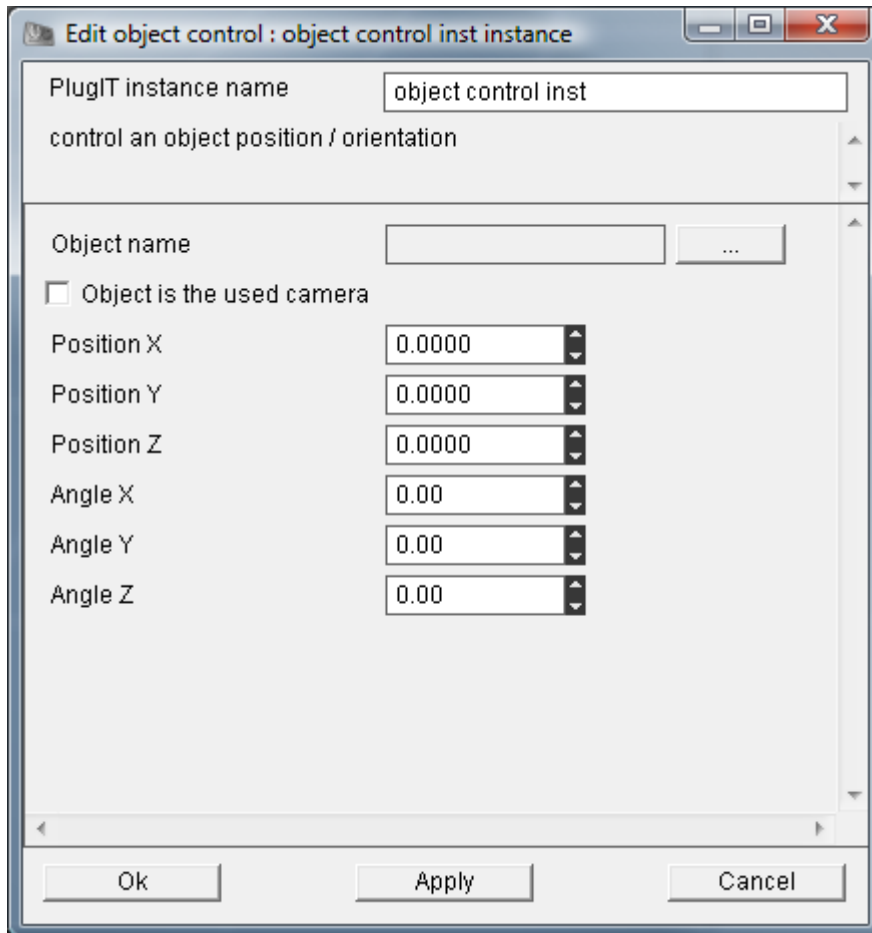 Edit object control : object control inst instance
PlugIT instance name object control inst
control an object position / orientation
Object name ...
Object is the used camera
Position X 0.0000
Position Y 0.0000
Position Z 0.0000
Angle X 0.00
Angle Y 0.00
Angle Z 0.00
Ok Apply Cancel